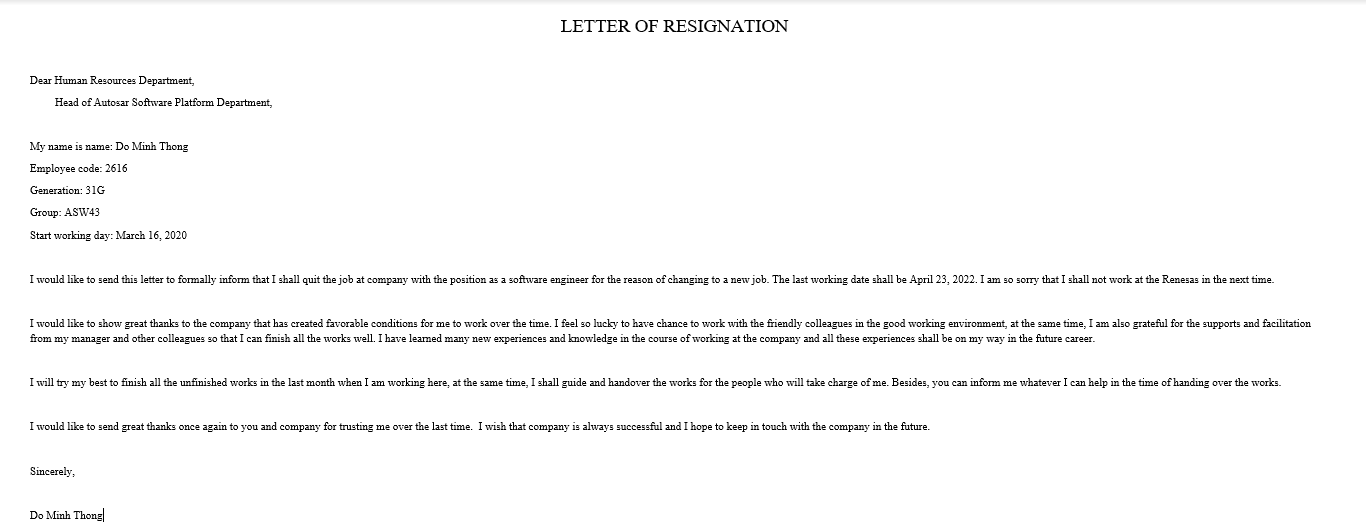 LETTER OF RESIGNATION
Dear Human Resources Department,
Head of Autosar Software Platform Department,
My name is name: Do Minh Thong
Employee code: 2616
Generation: 31G
Group: ASW43
Start working day: March 16, 2020
I would like to send this letter to formally inform that I shall quit the job at company with the position as a software engineer for the reason of changing to a new job. The last working date shall be April 23, 2022. I am so sorry that I shall not work at the Renesas in the next time.
I would like to show great thanks to the company that has created favorable conditions for me to work over the time. I feel so lucky to have chance to work with the friendly colleagues in the good working environment, at the same time, I am also grateful for the supports and facilitation
from my manager and other colleagues so that I can finish all the works well. I have learned many new experiences and knowledge in the course of working at the company and all these experiences shall be on my way in the future career.
I will try my best to finish all the unfinished works in the last month when I am working here, at the same time, I shall guide and handover the works for the people who will take charge of me. Besides, you can inform me whatever I can help in the time of handing over the works.
I would like to send great thanks once again to you and company for trusting me over the last time.  I wish that company is always successful and I hope to keep in touch with the company in the future.
Sincerely,
Do Minh Thong